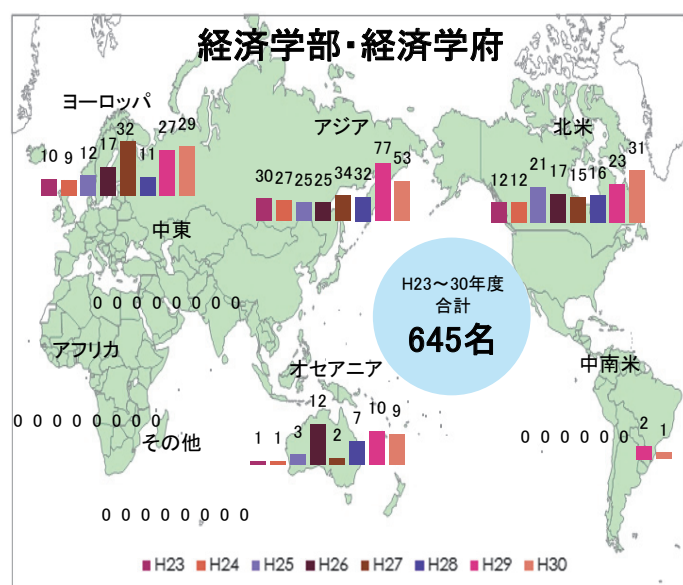 経済学部・経済学府
ヨーロッパ
10 9 12 17 32 11 27 29
アジア
30 27 25 25 34 32 77 53
北米
12 12 21 17 15 16 23 31
中東
0 0 0 0 0 0 0 0
H23～30年度
合計
645名
アフリカ
0 0 0 0 0 0 0 0
オセアニア
1 1 3 12 2 7 10 9
中南米
0 0 0 0 0 0 2 1
その他
0 0 0 0 0 0 0 0
H23 H24 H25 H26 H27 H28 H29 H30